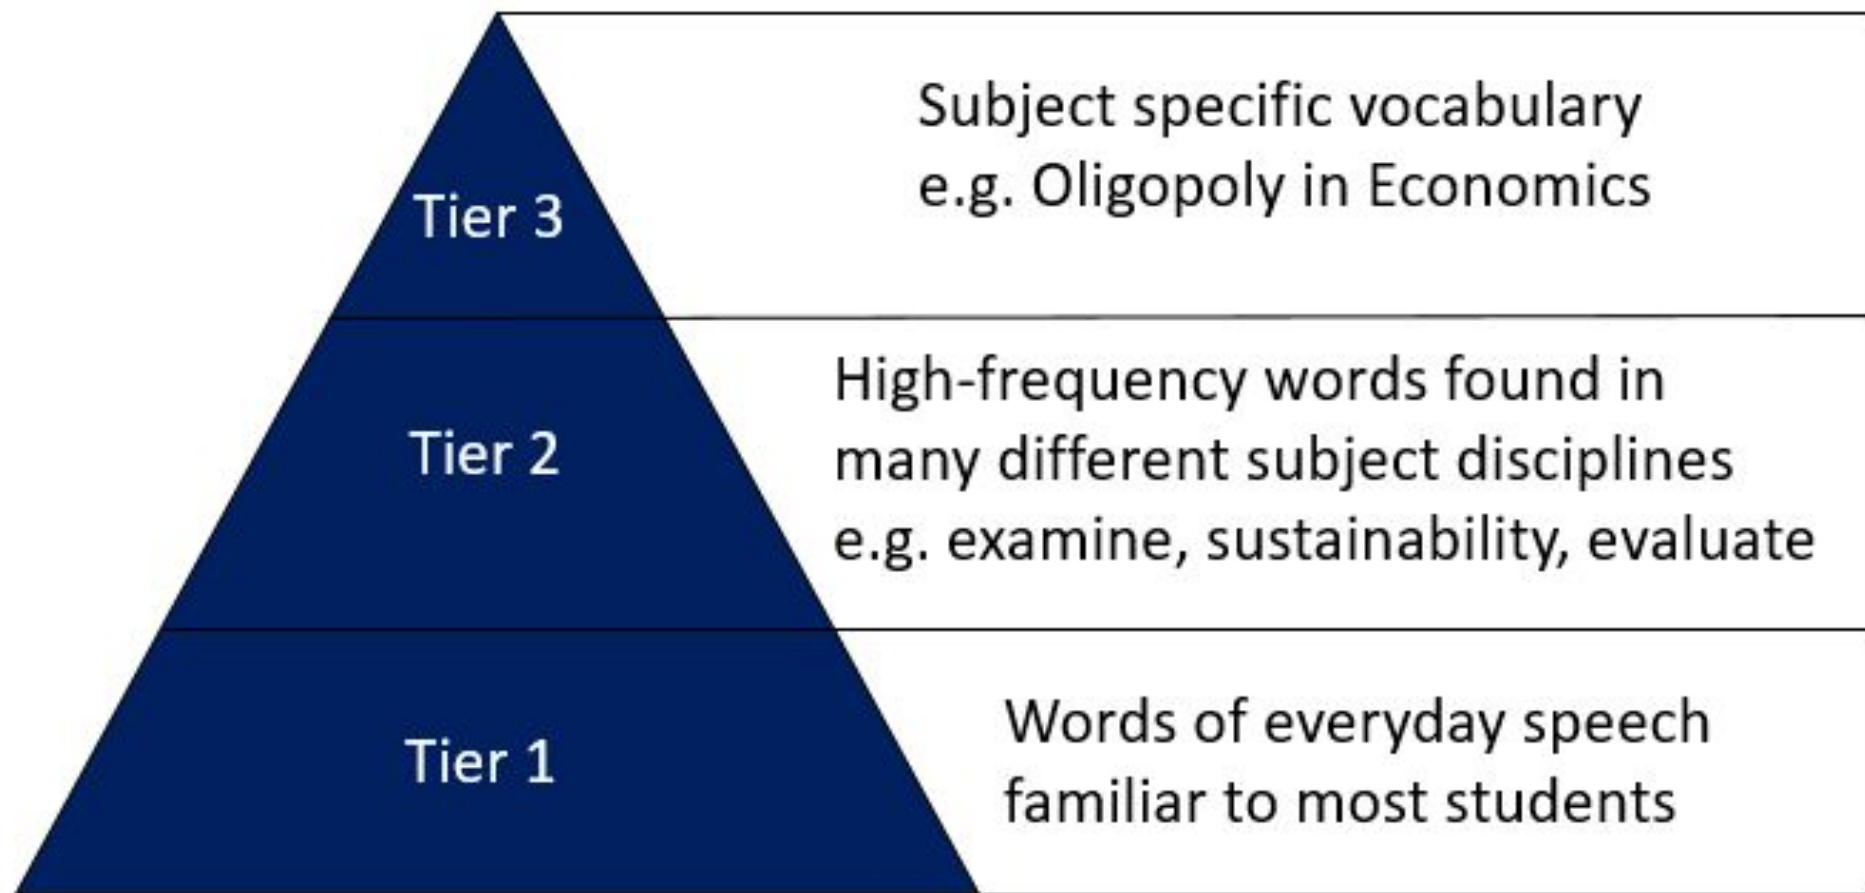 Tier 3
Subject specific vocabulary
e.g. Oligopoly in Economics
Tier 2
High-frequency words found in
many different subject disciplines
e.g. examine, sustainability, evaluate
Tier 1
Words of everyday speech
familiar to most students